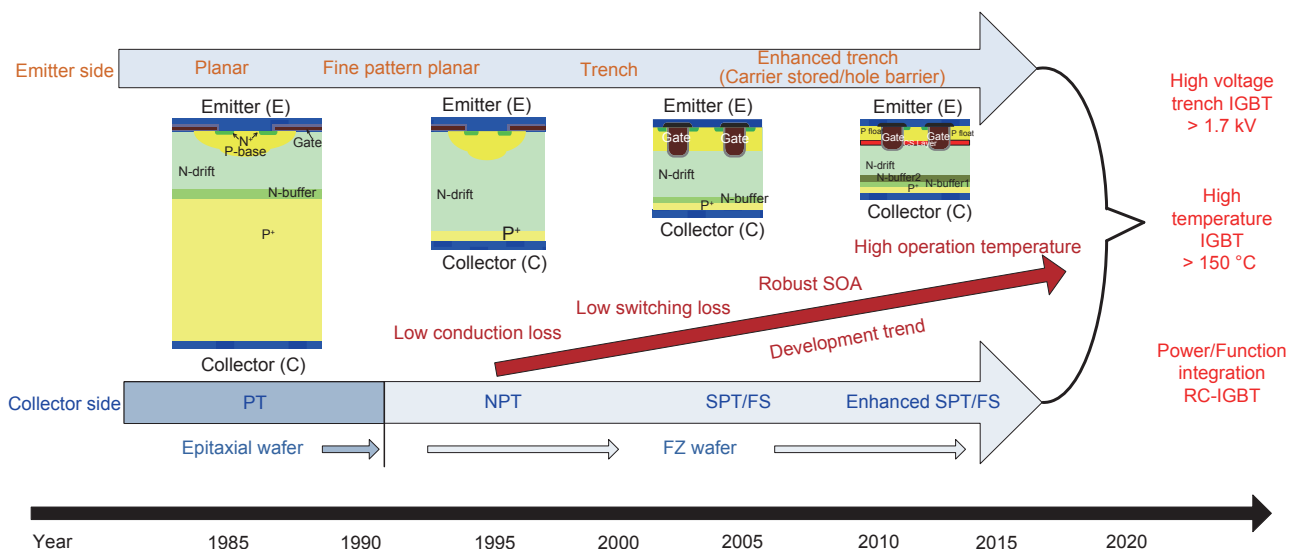 Emitter side
Planar
Fine pattern planar
Trench
Enhanced trench
(Carrier stored/hole barrier)
Emitter (E)
N⁺
P-base
Gate
N-drift
N-buffer
P⁺
Collector (C)
Emitter (E)
N-drift
P⁺
Collector (C)
Emitter (E)
Gate
Gate
N-drift
P⁺
N-buffer
Collector (C)
Emitter (E)
P float
P float
Gate
Gate
CS Layer
N-drift
N-buffer2
N-buffer1
P⁺
Collector (C)
High voltage
trench IGBT
> 1.7 kV
High
temperature
IGBT
> 150 °C
Power/Function
integration
RC-IGBT
Low conduction loss
Low switching loss
Robust SOA
High operation temperature
Development trend
Collector side
PT
NPT
SPT/FS
Enhanced SPT/FS
Epitaxial wafer
FZ wafer
Year
1985
1990
1995
2000
2005
2010
2015
2020